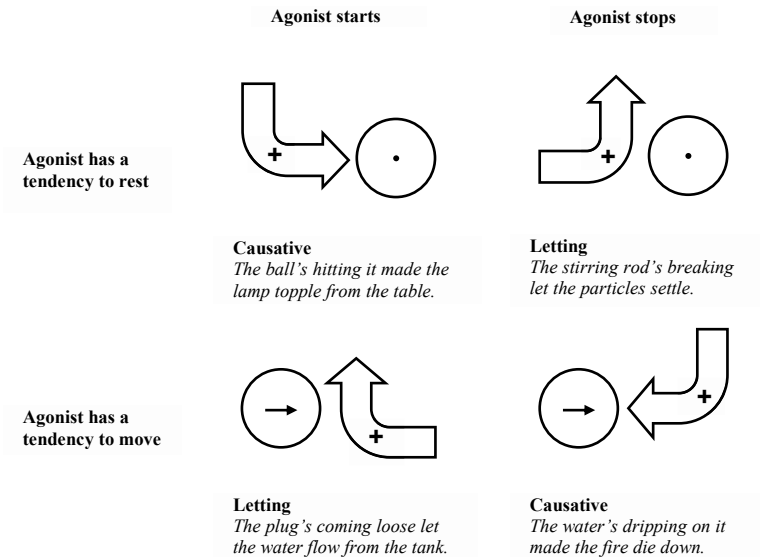 Agonist starts
Agonist stops
Agonist has a
tendency to rest
Causative
The ball’s hitting it made the
lamp topple from the table.
Letting
The stirring rod’s breaking
let the particles settle.
Agonist has a
tendency to move
Letting
The plug’s coming loose let
the water flow from the tank.
Causative
The water’s dripping on it
made the fire die down.